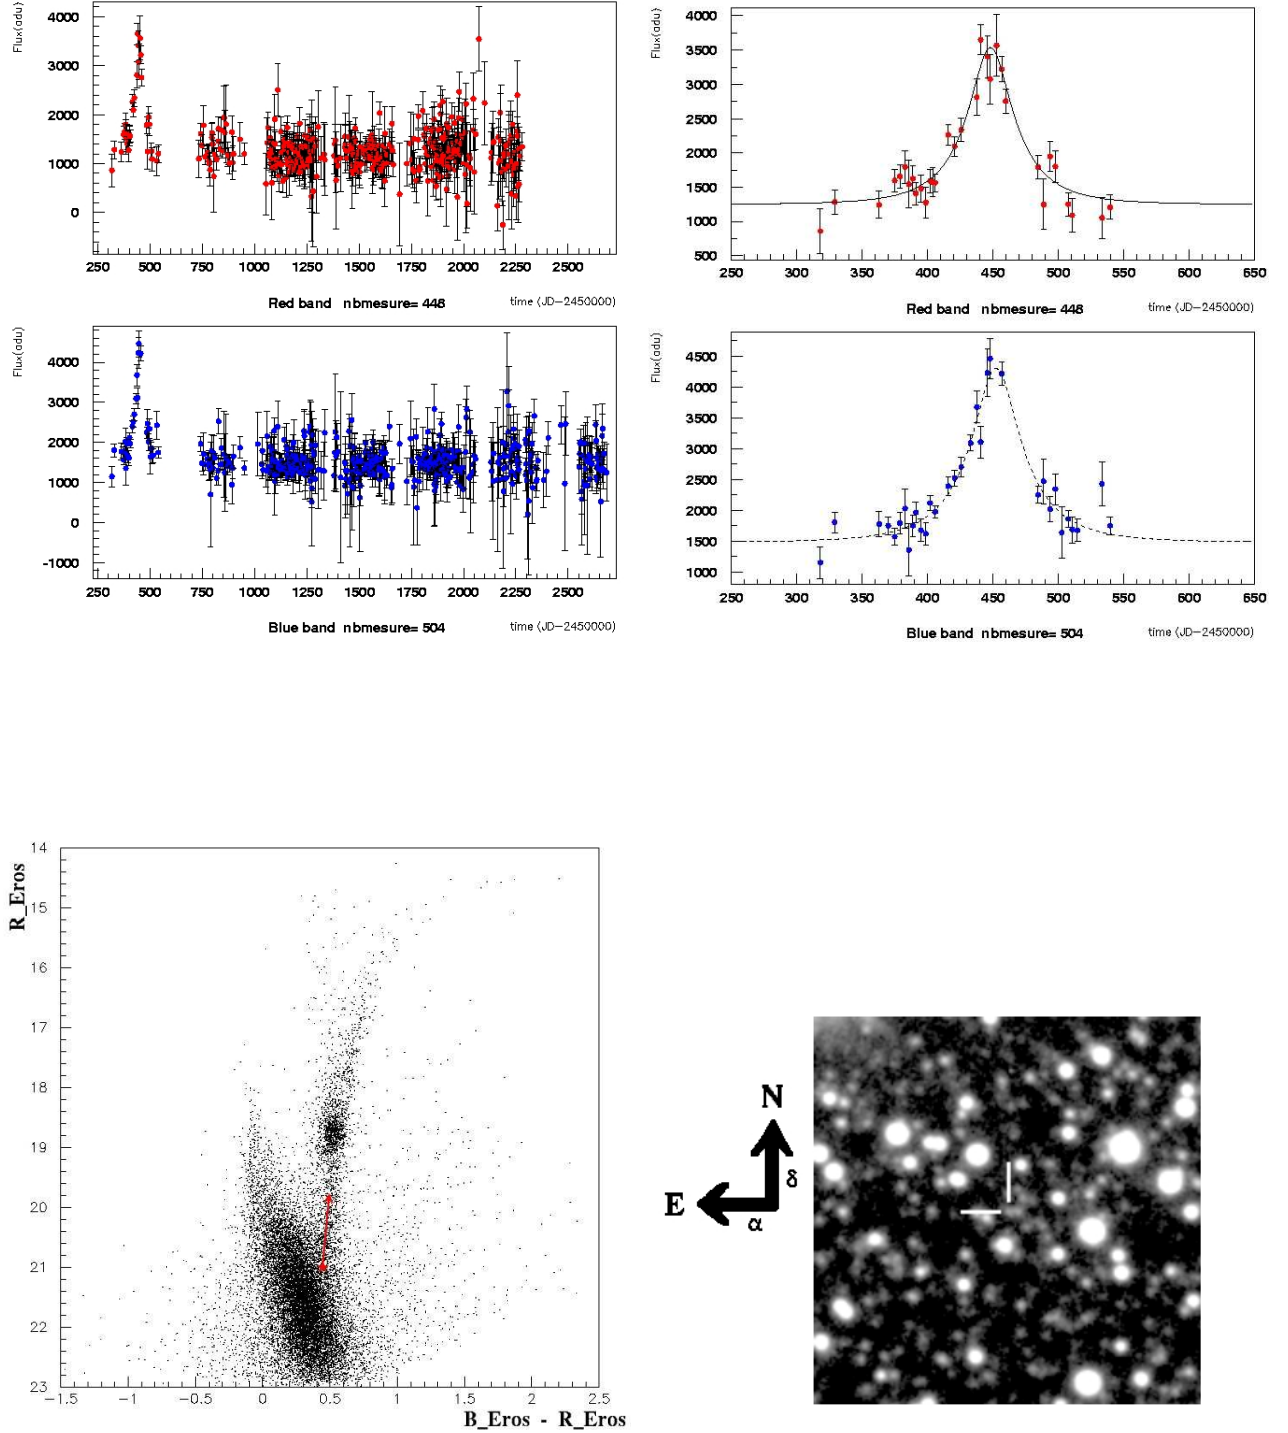 Flux(adu)
4000
3000
2000
1000
0
250 500 750 1000 1250 1500 1750 2000 2250 2500
Red band nbmesure= 448 time (JD-2450000)
Flux(adu)
4000
3500
3000
2500
2000
1500
1000
500
250 300 350 400 450 500 550 600 650
Red band nbmesure= 448 time (JD-2450000)
Flux(adu)
4000
3000
2000
1000
0
-1000
250 500 750 1000 1250 1500 1750 2000 2250 2500
Blue band nbmesure= 504 time (JD-2450000)
Flux(adu)
4500
4000
3500
3000
2500
2000
1500
1000
250 300 350 400 450 500 550 600 650
Blue band nbmesure= 504 time (JD-2450000)
R_Eros
14
15
16
17
18
19
20
21
22
23
-1.5 -1 -0.5 0 0.5 1 1.5 2 2.5
B_Eros - R_Eros
N
δ
E
α